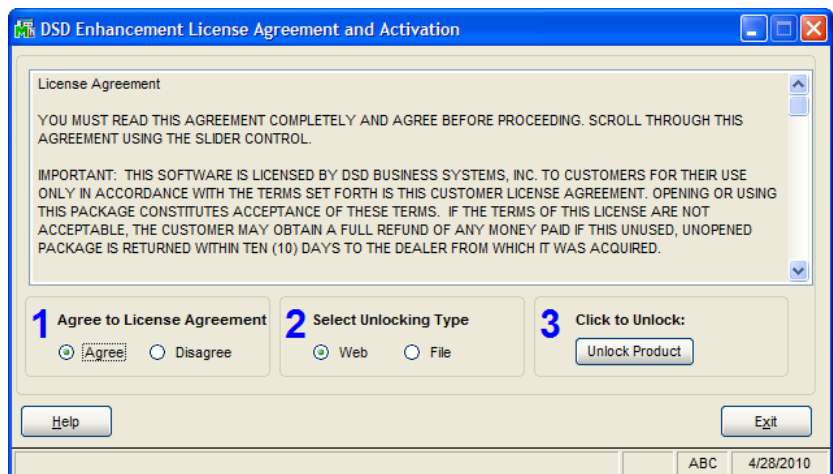 DSD Enhancement License Agreement and Activation
License Agreement
YOU MUST READ THIS AGREEMENT COMPLETELY AND AGREE BEFORE PROCEEDING. SCROLL THROUGH THIS
AGREEMENT USING THE SLIDER CONTROL.
IMPORTANT: THIS SOFTWARE IS LICENSED BY DSD BUSINESS SYSTEMS, INC. TO CUSTOMERS FOR THEIR USE
ONLY IN ACCORDANCE WITH THE TERMS SET FORTH IS THIS CUSTOMER LICENSE AGREEMENT. OPENING OR USING
THIS PACKAGE CONSTITUTES ACCEPTANCE OF THESE TERMS. IF THE TERMS OF THIS LICENSE ARE NOT
ACCEPTABLE, THE CUSTOMER MAY OBTAIN A FULL REFUND OF ANY MONEY PAID IF THIS UNUSED, UNOPENED
PACKAGE IS RETURNED WITHIN TEN (10) DAYS TO THE DEALER FROM WHICH IT WAS ACQUIRED.
1 Agree to License Agreement
Agree Disagree
2 Select Unlocking Type
Web File
3 Click to Unlock:
Unlock Product
Help Exit
ABC 4/28/2010